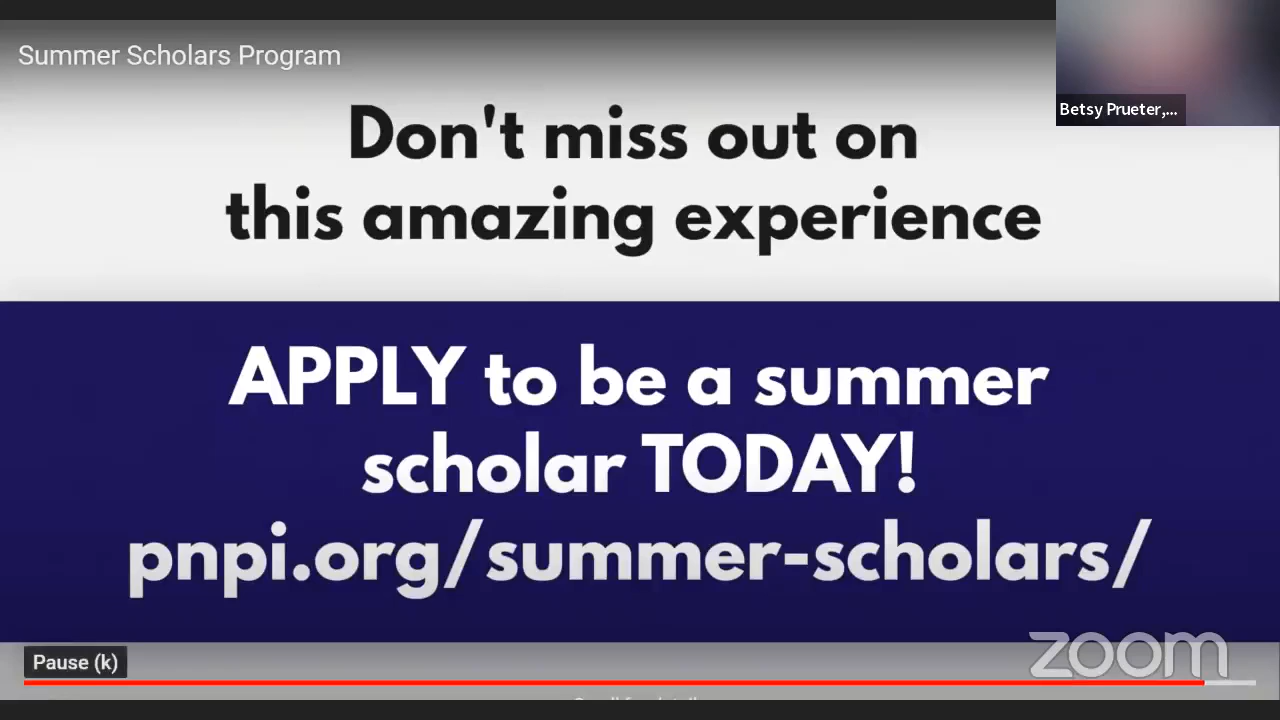 Summer Scholars Program
Betsy Prueter,...
Don't miss out on
this amazing experience
APPLY to be a summer
scholar TODAY!
pnpi.org/summer-scholars/
zoom
Pause (k)